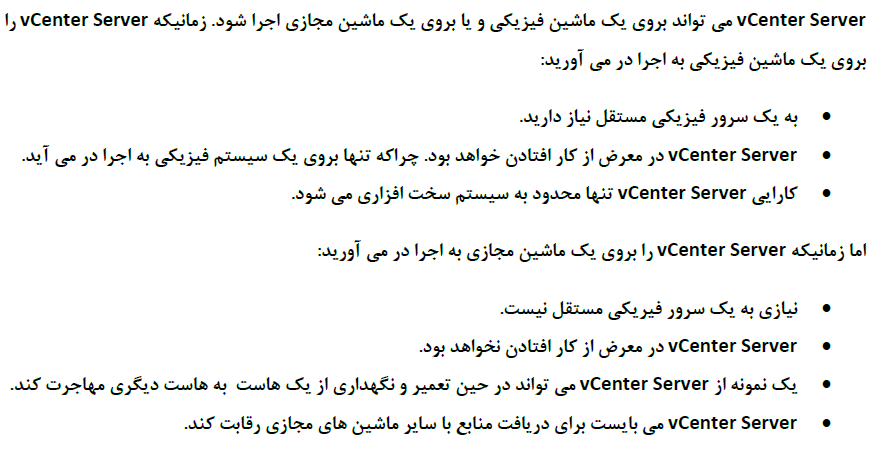 vCenter Server می تواند بروی یک ماشین فیزیکی و یا بروی یک ماشین مجازی اجرا شود. زمانیکه vCenter Server را
بروی یک ماشین فیزیکی به اجرا در می آورید:
• به یک سرور فیزیکی مستقل نیاز دارید.
• vCenter Server در معرض از کار افتادن خواهد بود. چراکه تنها بروی یک سیستم فیزیکی به اجرا در می آید.
• کارایی vCenter Server تنها محدود به سیستم سخت افزاری می شود.
اما زمانیکه vCenter Server را بروی یک ماشین مجازی به اجرا در می آورید:
• نیازی به یک سرور فیریکی مستقل نیست.
• vCenter Server در معرض از کار افتادن نخواهد بود.
• یک نمونه از vCenter Server می تواند در حین تعمیر و نگهداری از یک هاست به هاست دیگری مهاجرت کند.
• vCenter Server می بایست برای دریافت منابع با سایر ماشین های مجازی رقابت کند.